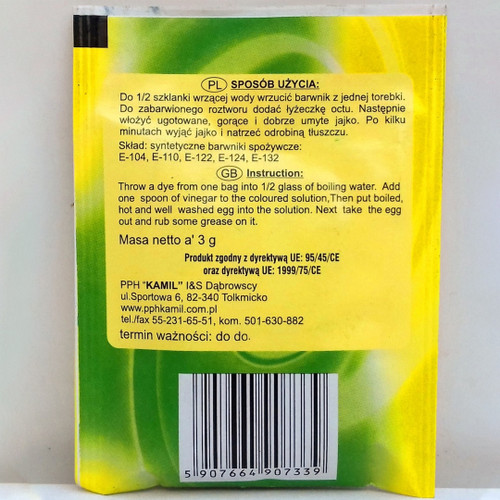 PL SPOSÓB UŻYCIA:
Do 1/2 szklanki wrzącej wody wrzucić barwnik z jednej torebki.
Do zabarwionego roztworu dodać łyżeczkę octu. Następnie
włożyć ugotowane, gorące i dobrze umyte jajko. Po kilku
minutach wyjąć jajko i natrzeć odrobiną tłuszczu.
Skład: syntetyczne barwniki spożywcze:
E-104, E-110, E-122, E-124, E-132
GB Instruction:
Throw a dye from one bag into 1/2 glass of boiling water. Add
one spoon of vinegar to the coloured solution,Then put boiled,
hot and well washed egg into the solution. Next take the egg
out and rub some grease on it.
Masa netto a' 3 g
Produkt zgodny z dyrektywą UE: 95/45/CE
oraz dyrektywą UE: 1999/75/CE
PPH "KAMIL" I&S Dąbrowscy
ul.Sportowa 6, 82-340 Tolkmicko
www.pphkamil.com.pl
tel./fax 55-231-65-51, kom. 501-630-882
termin ważności: do do.
5 907664 907339